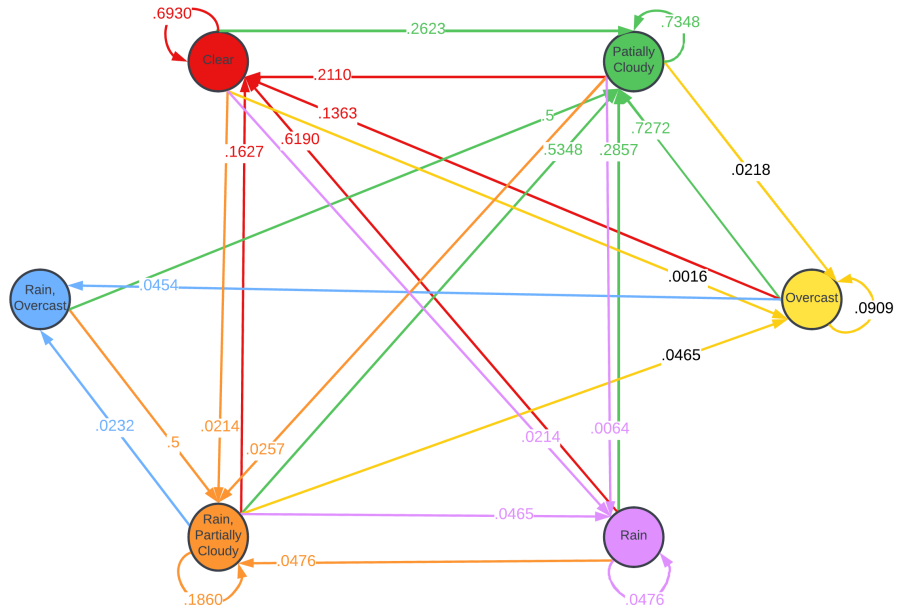 .6930
.7348
.2623
Clear
Patially
Cloudy
.2110
.1363
.5
.7272
.6190
.1627
.5348
.2857
.0218
.0016
.0454
Rain,
Overcast
Overcast
.0909
.0465
.0232
.0214
.5
.0257
.0064
.0214
Rain,
Partially
Cloudy
.0465
Rain
.0476
.1860
.0476